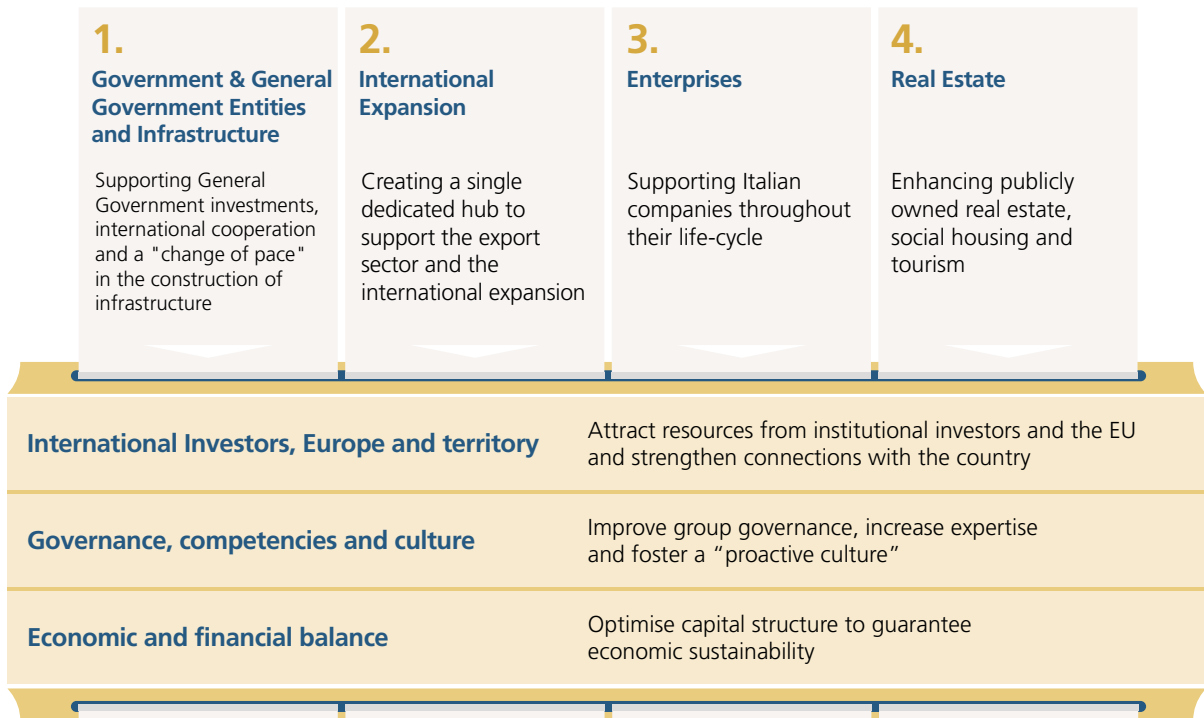 1.
Government & General
Government Entities
and Infrastructure
Supporting General
Government investments,
international cooperation
and a "change of pace"
in the construction of
infrastructure
2.
International
Expansion
Creating a single
dedicated hub to
support the export
sector and the
international expansion
3.
Enterprises
Supporting Italian
companies throughout
their life-cycle
4.
Real Estate
Enhancing publicly
owned real estate,
social housing and
tourism
International Investors, Europe and territory
Attract resources from institutional investors and the EU
and strengthen connections with the country
Governance, competencies and culture
Improve group governance, increase expertise
and foster a “proactive culture”
Economic and financial balance
Optimise capital structure to guarantee
economic sustainability